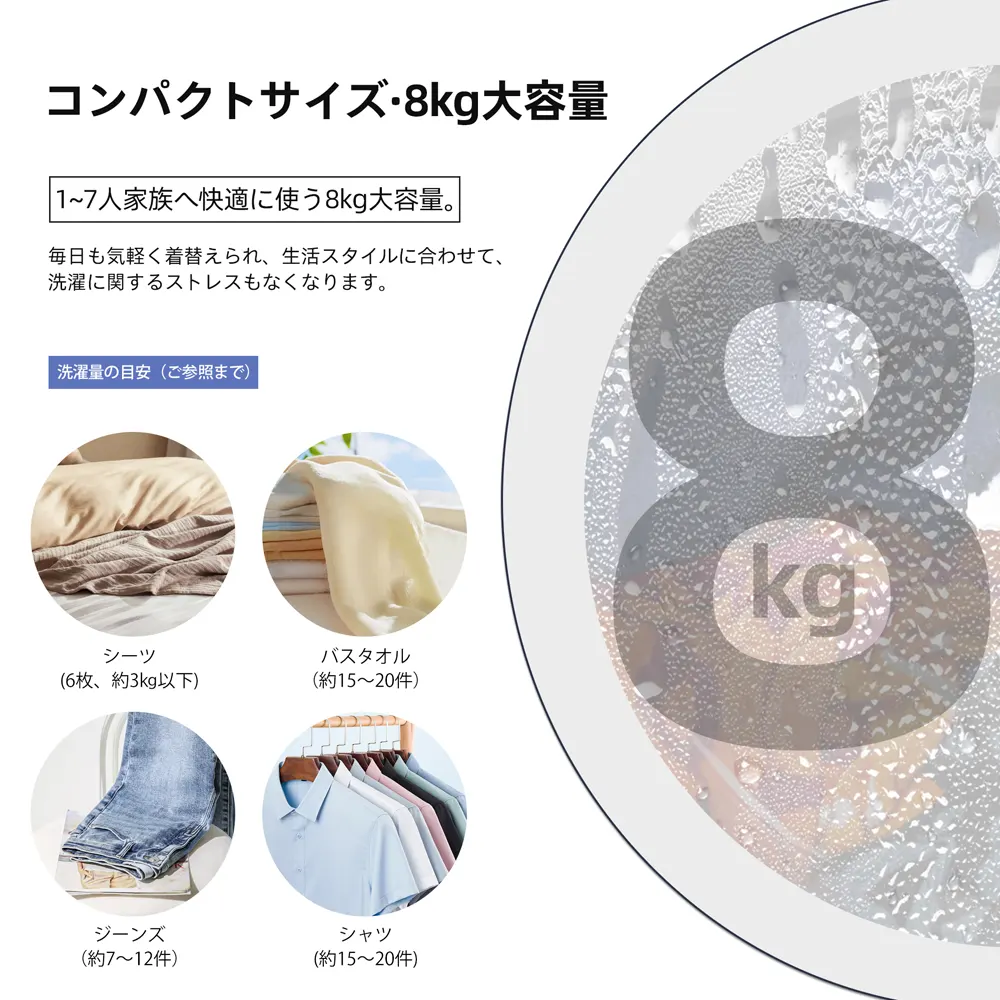 コンパクトサイズ·8kg大容量
1~7人家族へ快適に使う8kg大容量。
毎日も気軽く着替えられ、生活スタイルに合わせて、
洗濯に関するストレスもなくなります。
洗濯量の目安（ご参照まで）
シーツ
(6枚、約3kg以下)
バスタオル
（約15～20件）
ジーンズ
（約7～12件）
シャツ
(約15～20件)
8
kg